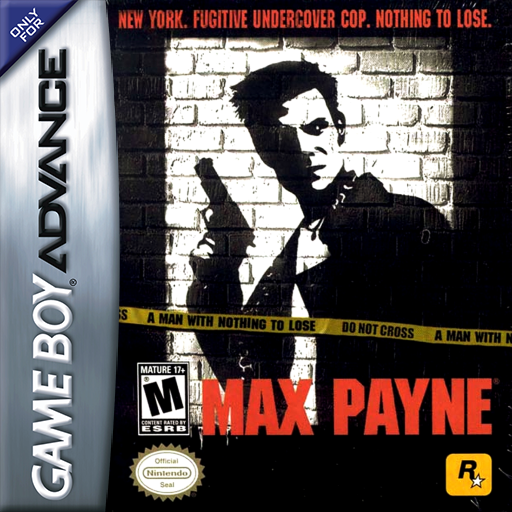 ONLY
FOR
GAME BOY ADVANCE
NEW YORK. FUGITIVE UNDERCOVER COP. NOTHING TO LOSE.
SS A MAN WITH NOTHING TO LOSE DO NOT CROSS A MAN WITH N
MATURE 17+
M
CONTENT RATED BY
ESRB
MAX PAYNE
Official
Nintendo
Seal
R